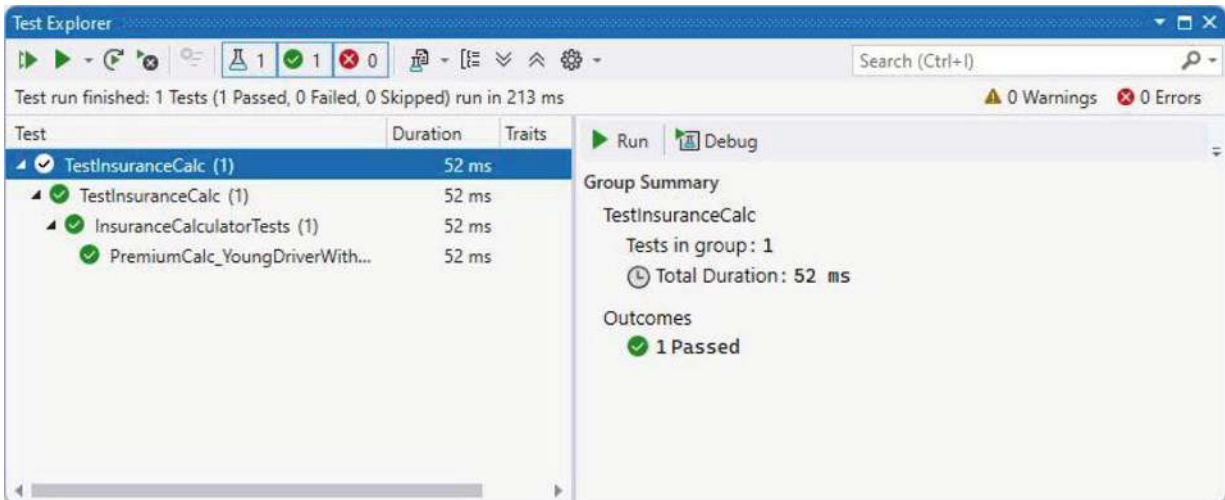 Test Explorer
1 1 0 Search (Ctrl+I)
Test run finished: 1 Tests (1 Passed, 0 Failed, 0 Skipped) run in 213 ms 0 Warnings 0 Errors
Test Duration Traits
TestInsuranceCalc (1) 52 ms
TestInsuranceCalc (1) 52 ms
InsuranceCalculatorTests (1) 52 ms
PremiumCalc_YoungDriverWith... 52 ms
Run Debug
Group Summary
TestInsuranceCalc
Tests in group: 1
Total Duration: 52 ms
Outcomes
1 Passed